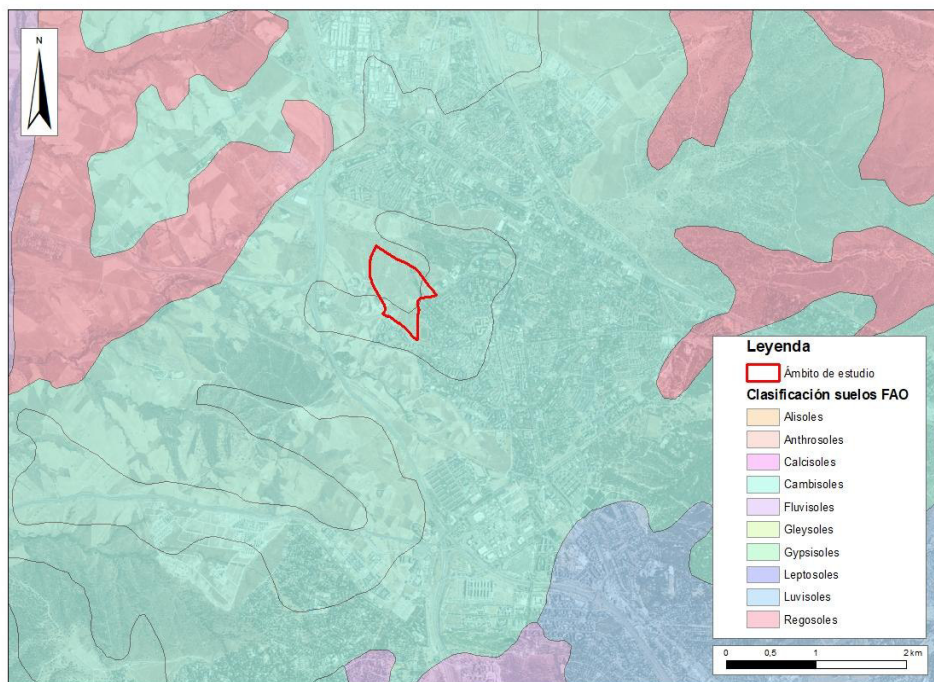 N
Leyenda
Âmbito de estudio
Clasificación suelos FAO
Alisoles
Anthrosoles
Calcisoles
Cambisoles
Fluvisoles
Gleysoles
Gypsisoles
Leptosoles
Luvisoles
Regosoles
0 0,5 1 2 km